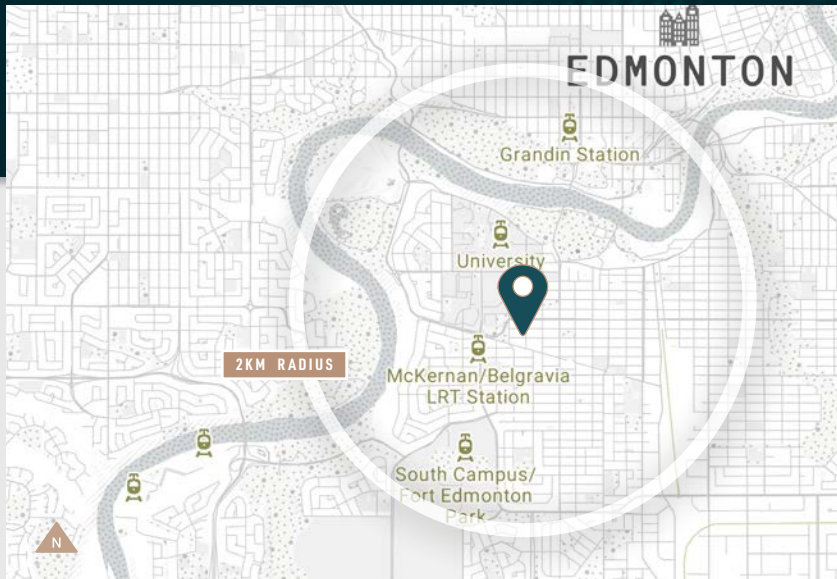 EDMONTON
Grandin Station
University
2KM RADIUS
McKernan/Belgravia
LRT Station
South Campus/
Fort Edmonton
Park
N